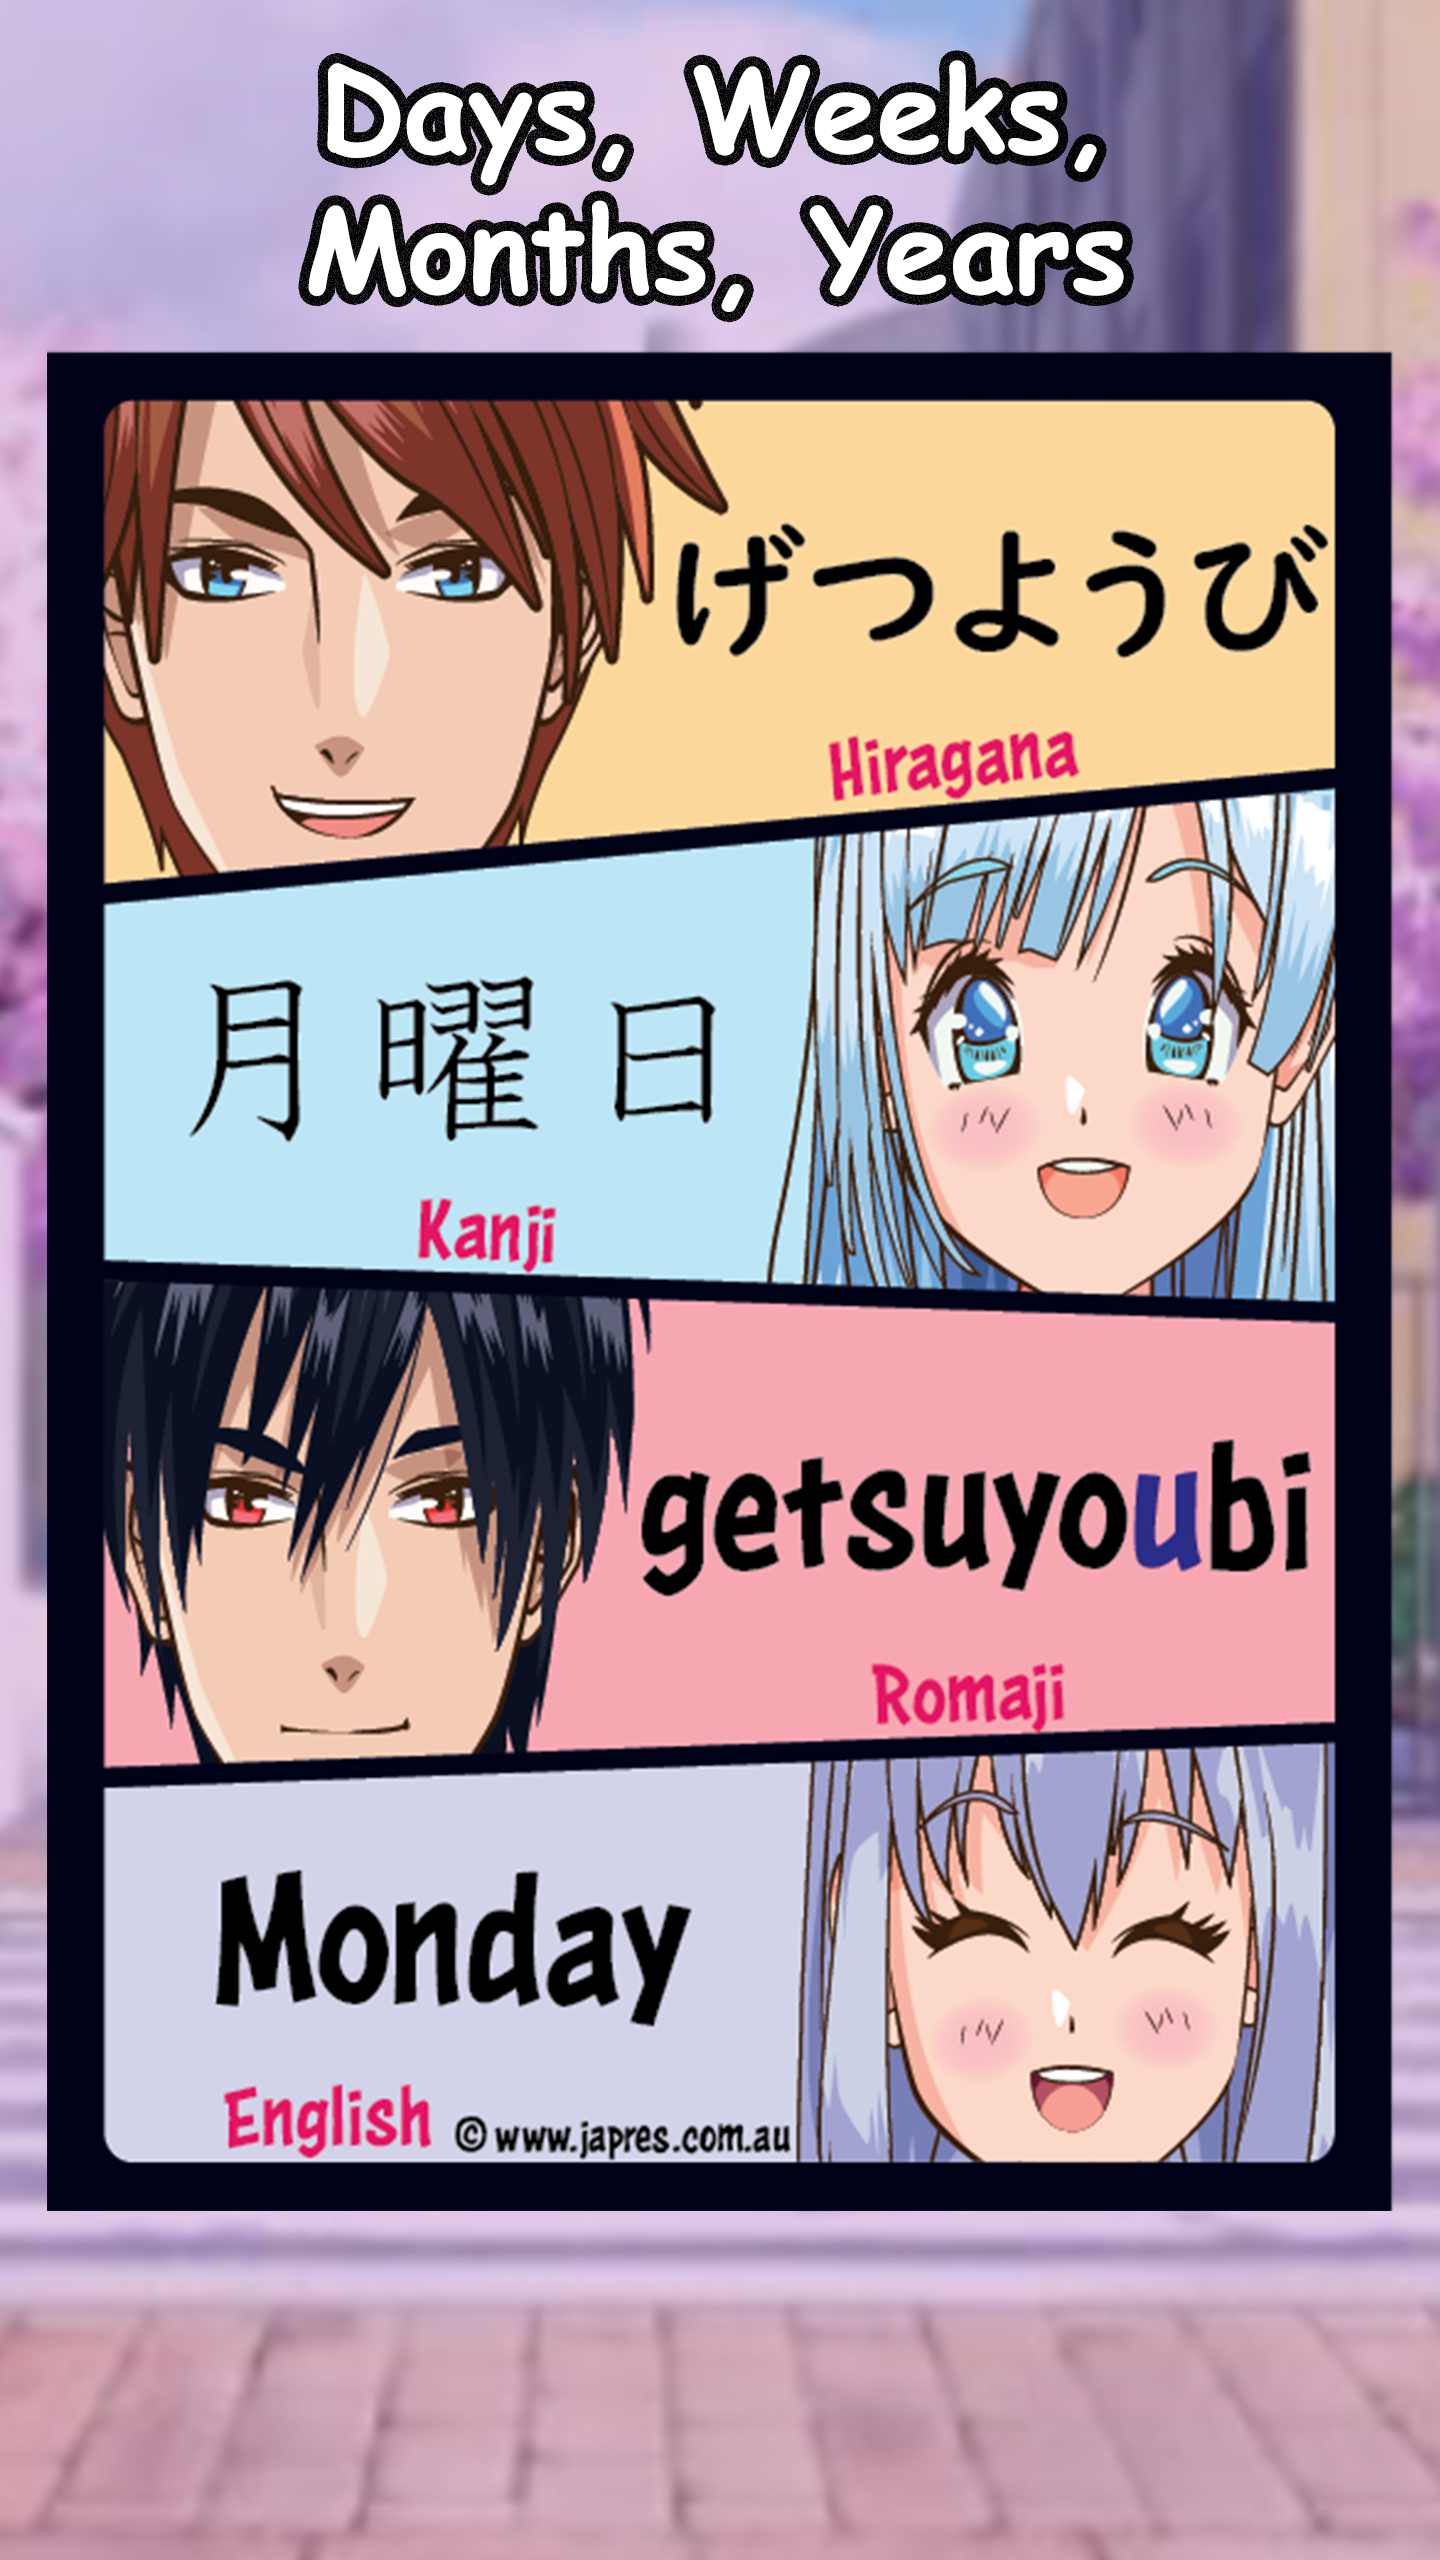 Days, Weeks,
Months, Years
げつようび
Hiragana
月曜日
Kanji
getsuyoubi
Romaji
Monday
English
© www.japres.com.au